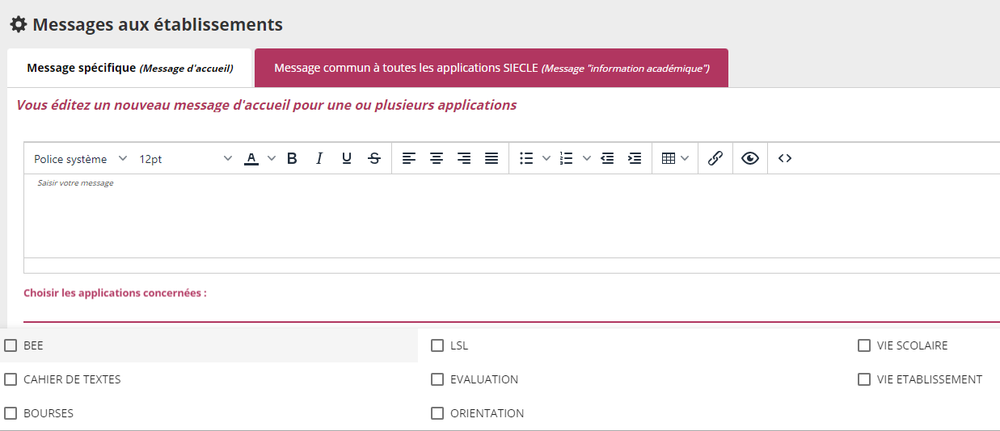 Messages aux établissements
Message spécifique (Message d'accueil)
Message commun à toutes les applications SIECLE (Message "information académique")
Vous éditez un nouveau message d'accueil pour une ou plusieurs applications
Police système 12pt A B I U S
Saisir votre message
Choisir les applications concernées :
BEE LSL VIE SCOLAIRE
CAHIER DE TEXTES EVALUATION VIE ETABLISSEMENT
BOURSES ORIENTATION